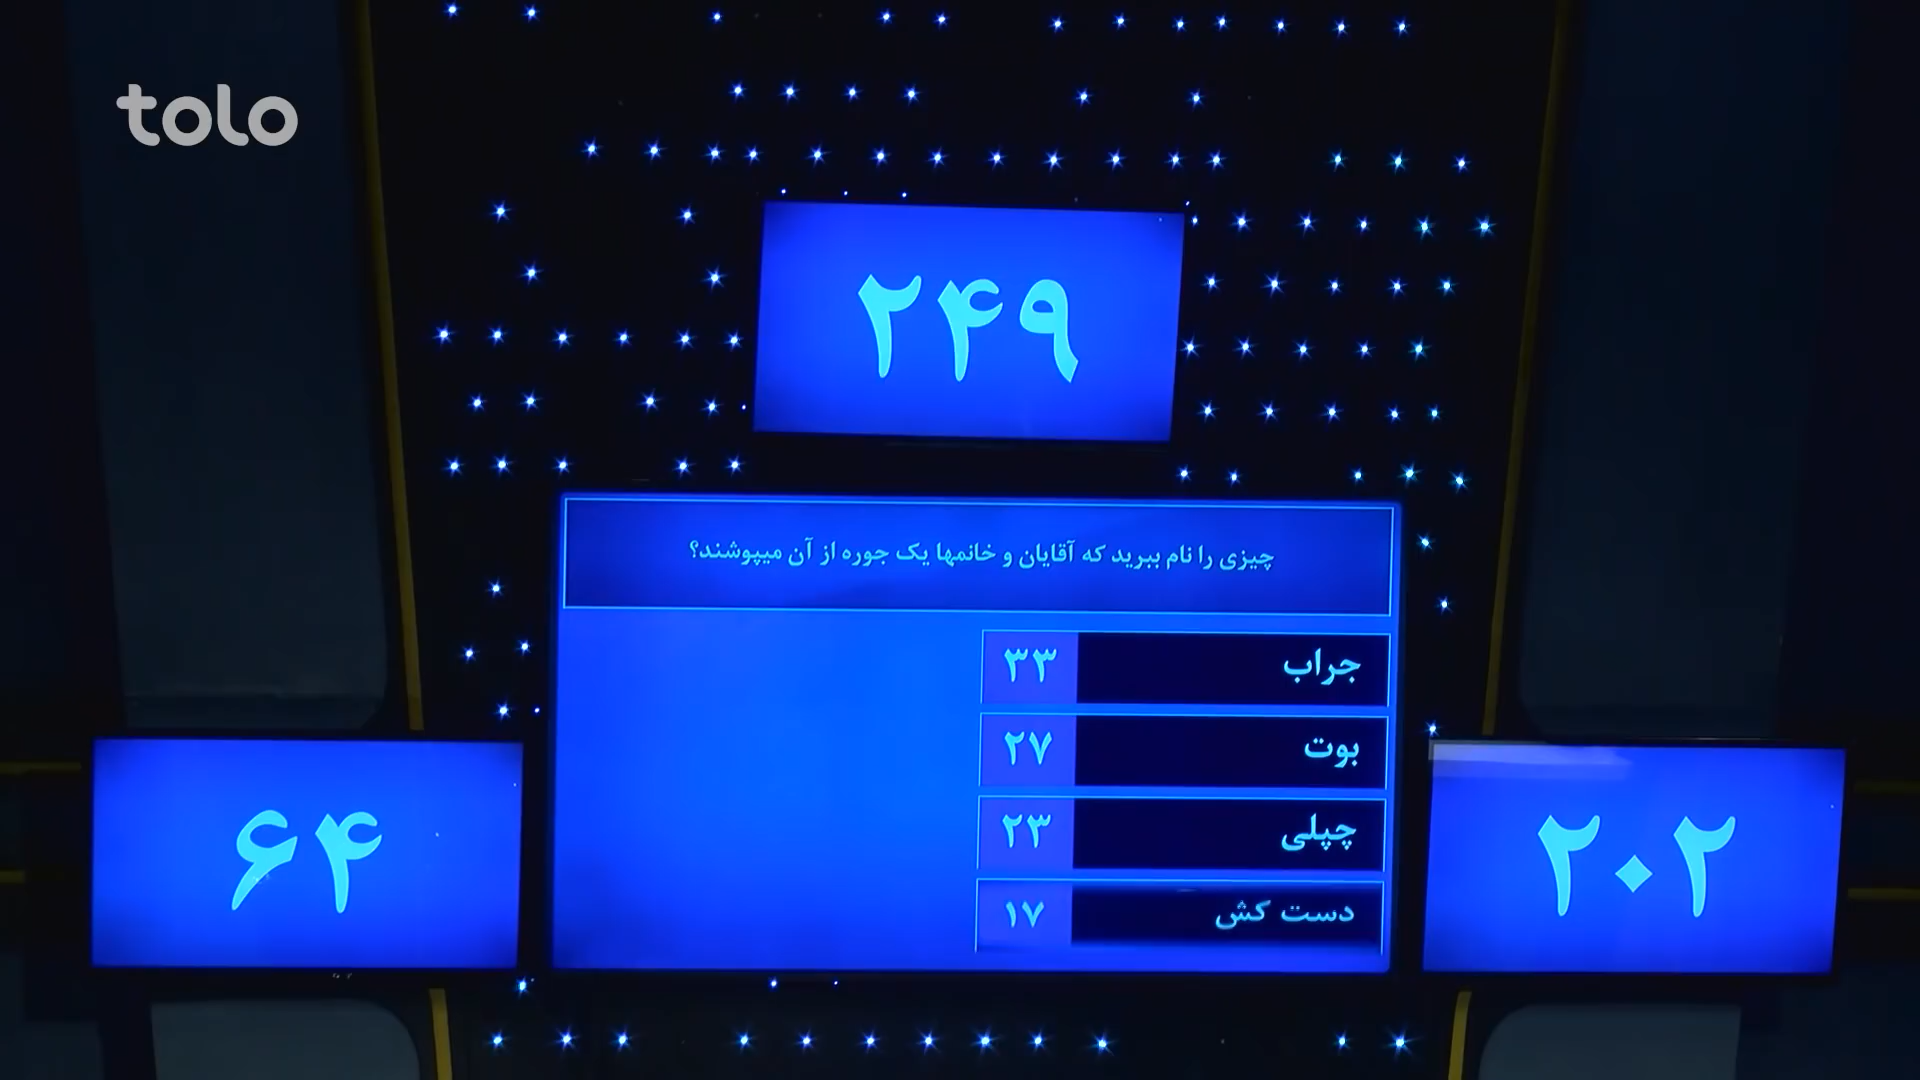 tolo
۲۴۹
چیزی را نام ببرید که آقایان و خانمها یک جوره از آن میپوشند؟
جراب ۳۳
بوت ۲۷
چپلی ۲۳
دست کش ۱۷
۶۴
۲۰۲